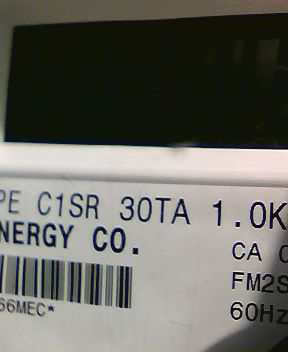 PE C1SR 30TA 1.0K
NERGY CO.
CA
FM2S
60Hz
66MEC*